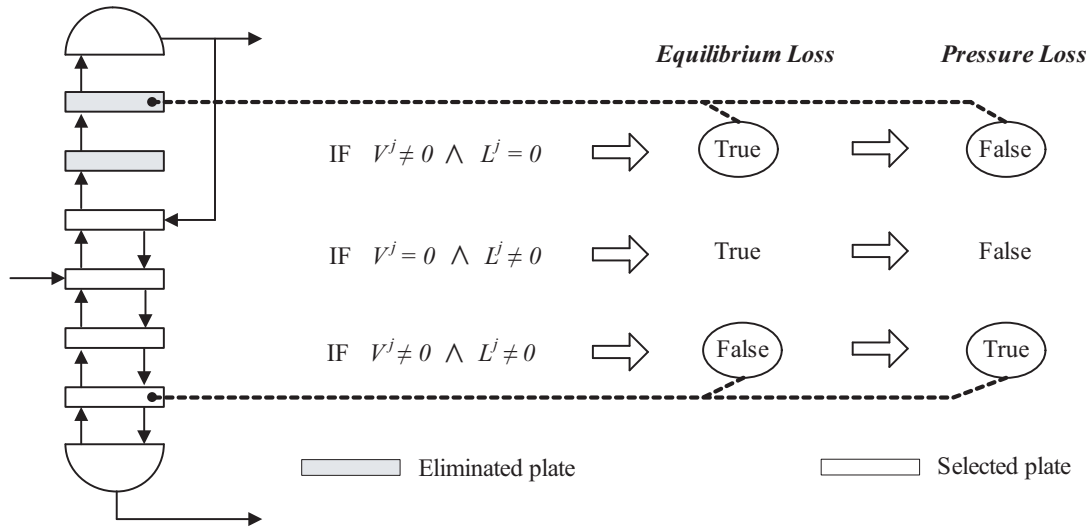 Equilibrium Loss Pressure Loss
IF V^j ≠ 0 ∧ L^j = 0 True False
IF V^j = 0 ∧ L^j ≠ 0 True False
IF V^j ≠ 0 ∧ L^j ≠ 0 False True
Eliminated plate Selected plate